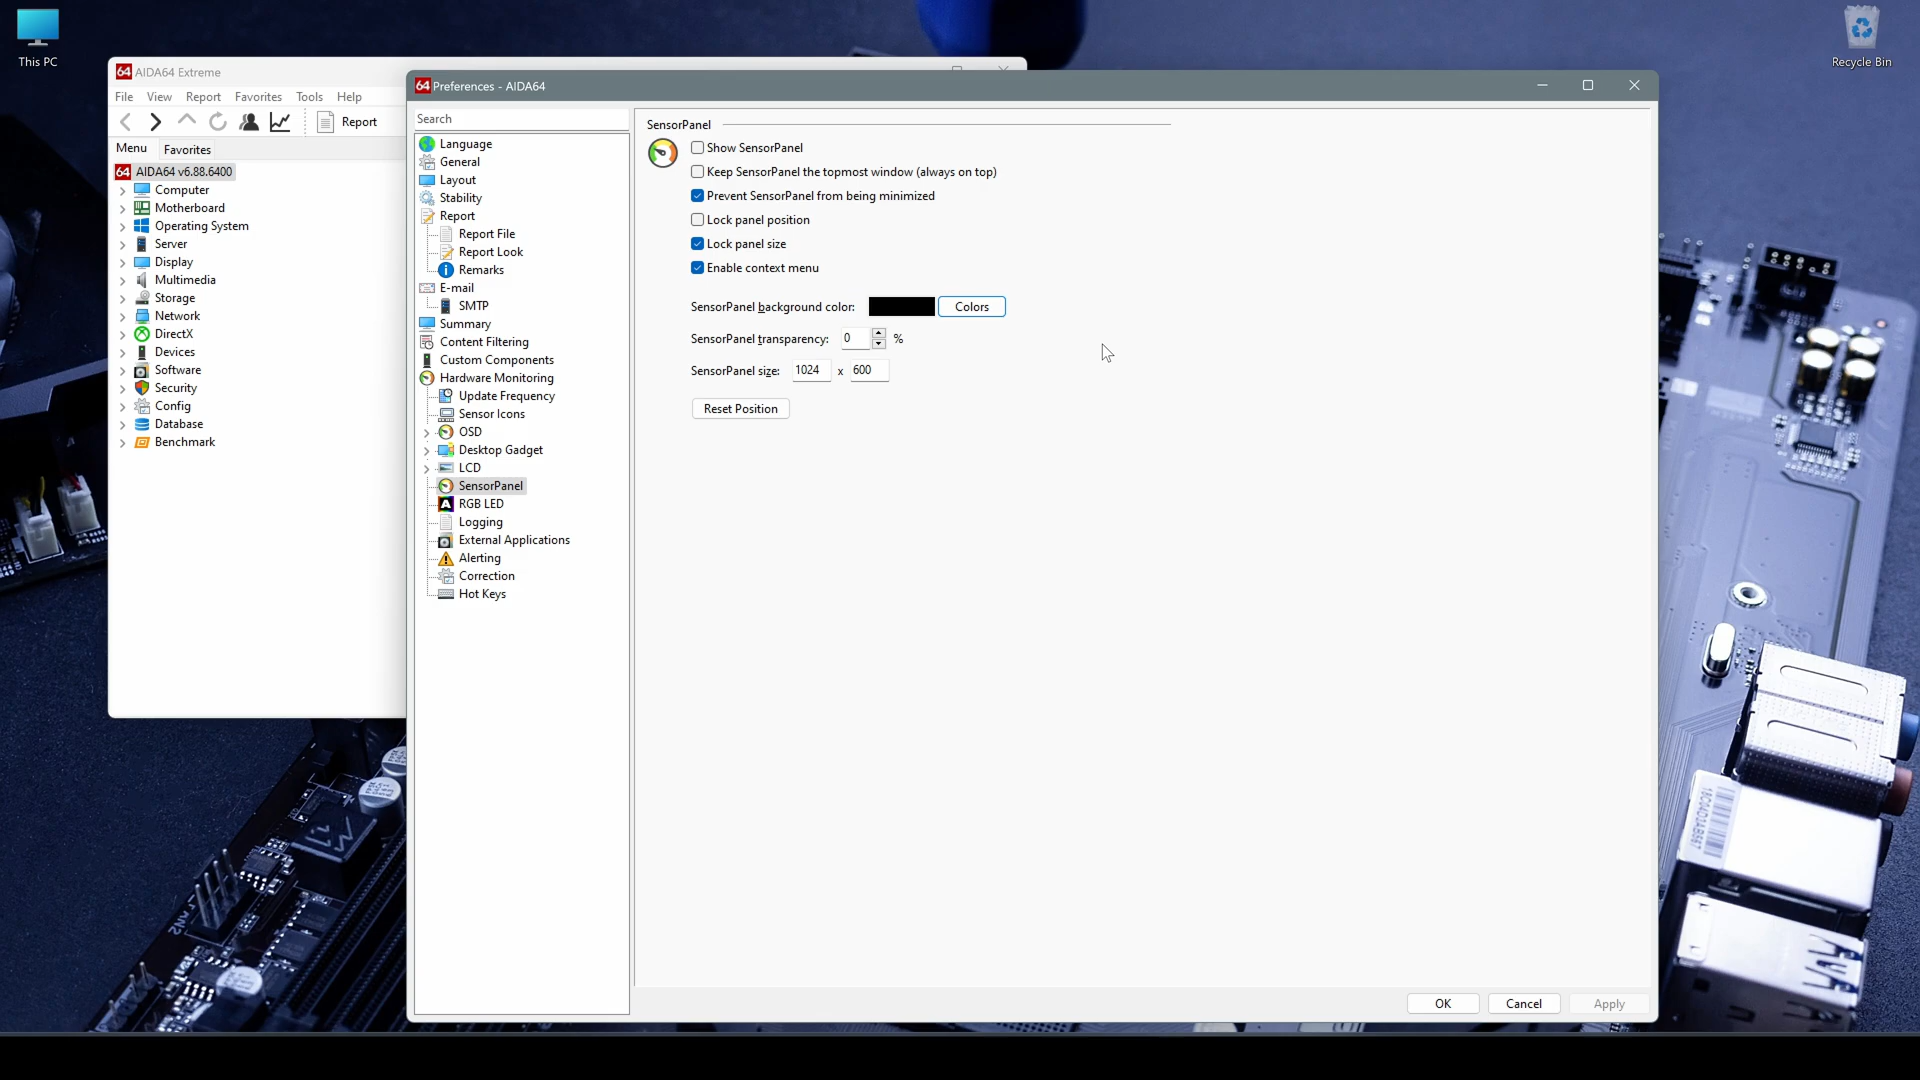 This PC
Recycle Bin
64 AIDA64 Extreme
File View Report Favorites Tools Help
Report
Menu Favorites
64 AIDA64 v6.88.6400
Computer
Motherboard
Operating System
Server
Display
Multimedia
Storage
Network
DirectX
Devices
Software
Security
Config
Database
Benchmark
64 Preferences - AIDA64
Search
Language
General
Layout
Stability
Report
Report File
Report Look
Remarks
E-mail
SMTP
Summary
Content Filtering
Custom Components
Hardware Monitoring
Update Frequency
Sensor Icons
OSD
Desktop Gadget
LCD
SensorPanel
RGB LED
Logging
External Applications
Alerting
Correction
Hot Keys
SensorPanel
Show SensorPanel
Keep SensorPanel the topmost window (always on top)
Prevent SensorPanel from being minimized
Lock panel position
Lock panel size
Enable context menu
SensorPanel background color: Colors
SensorPanel transparency: 0 %
SensorPanel size: 1024 x 600
Reset Position
OK Cancel Apply